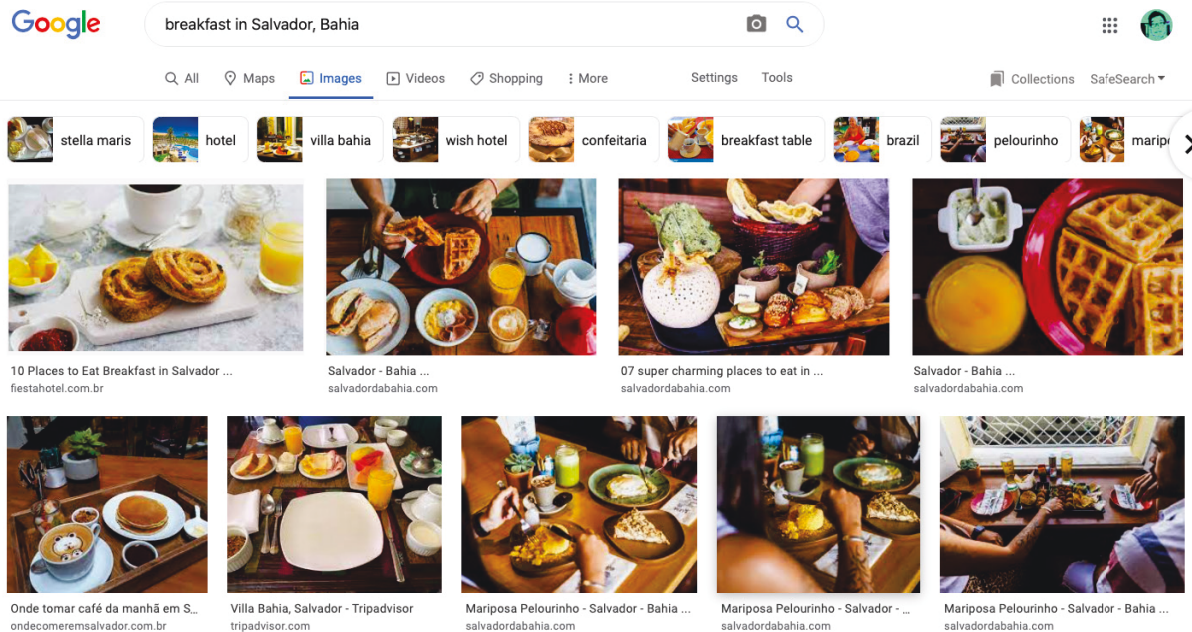 Google
breakfast in Salvador, Bahia
All
Maps
Images
Videos
Shopping
More
Settings
Tools
Collections
SafeSearch
stella maris
hotel
villa bahia
wish hotel
confeitaria
breakfast table
brazil
pelourinho
maripo
10 Places to Eat Breakfast in Salvador ...
fiestahotel.com.br
Salvador - Bahia ...
salvadordabahia.com
07 super charming places to eat in ...
salvadordabahia.com
Salvador - Bahia ...
salvadordabahia.com
Onde tomar café da manhã em S...
ondecomeremsalvador.com.br
Villa Bahia, Salvador - Tripadvisor
tripadvisor.com
Mariposa Pelourinho - Salvador - Bahia ...
salvadordabahia.com
Mariposa Pelourinho - Salvador - ...
salvadordabahia.com
Mariposa Pelourinho - Salvador - Bahia ...
salvadordabahia.com